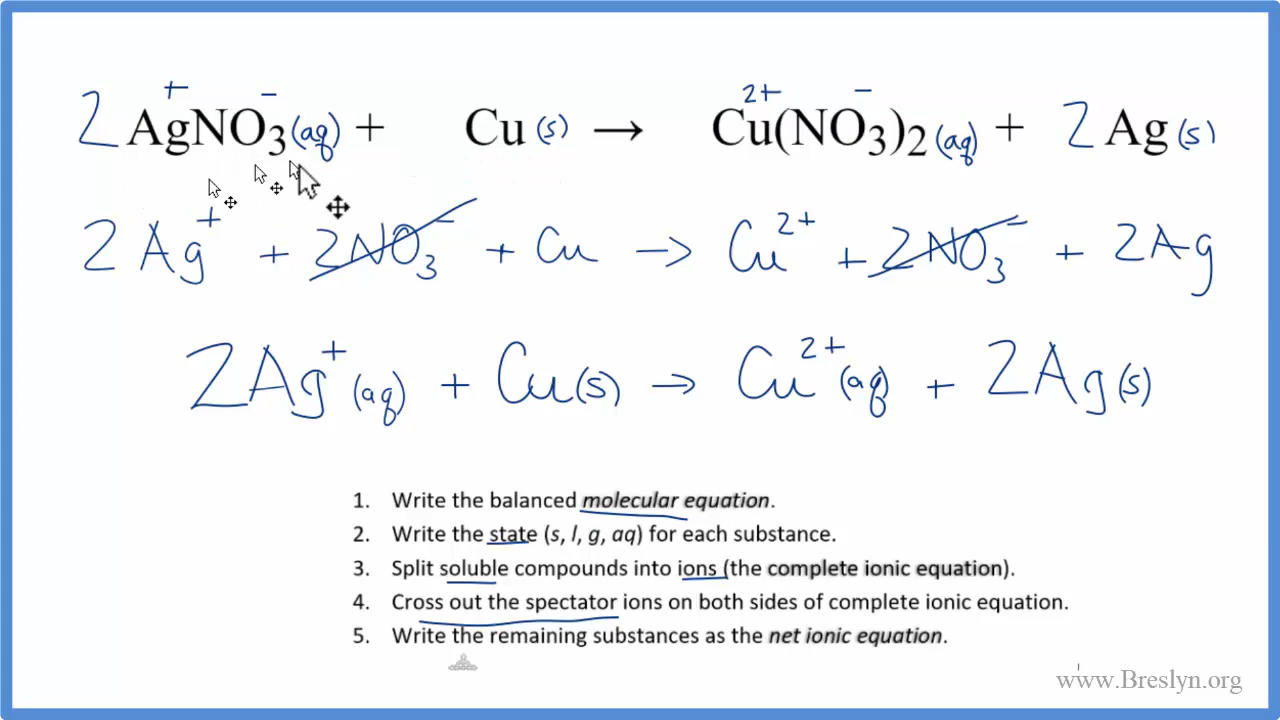 2 Ag⁺NO₃⁻ (aq) + Cu (s) → Cu²⁺(NO₃⁻)₂ (aq) + 2 Ag (s)
2Ag⁺ + 2NO₃⁻ + Cu → Cu²⁺ + 2NO₃⁻ + 2Ag
2Ag⁺(aq) + Cu(s) → Cu²⁺(aq) + 2Ag(s)
1. Write the balanced molecular equation.
2. Write the state (s, l, g, aq) for each substance.
3. Split soluble compounds into ions (the complete ionic equation).
4. Cross out the spectator ions on both sides of complete ionic equation.
5. Write the remaining substances as the net ionic equation.
www.Breslyn.org